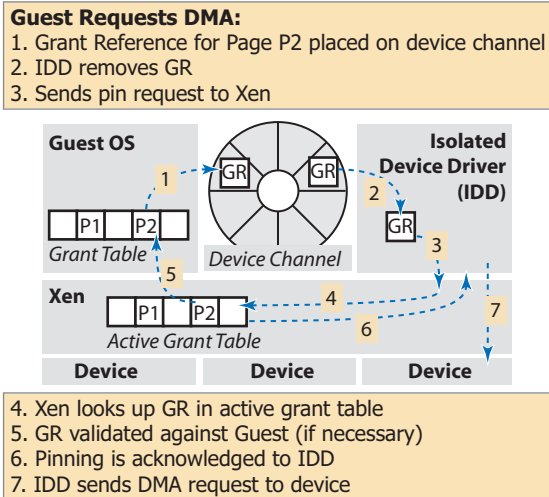 Guest Requests DMA:
1. Grant Reference for Page P2 placed on device channel
2. IDD removes GR
3. Sends pin request to Xen
Guest OS
Isolated
Device Driver
(IDD)
1
GR
GR
2
P1
P2
GR
3
Grant Table
Device Channel
5
Xen
4
P1
P2
6
7
Active Grant Table
Device
Device
Device
4. Xen looks up GR in active grant table
5. GR validated against Guest (if necessary)
6. Pinning is acknowledged to IDD
7. IDD sends DMA request to device